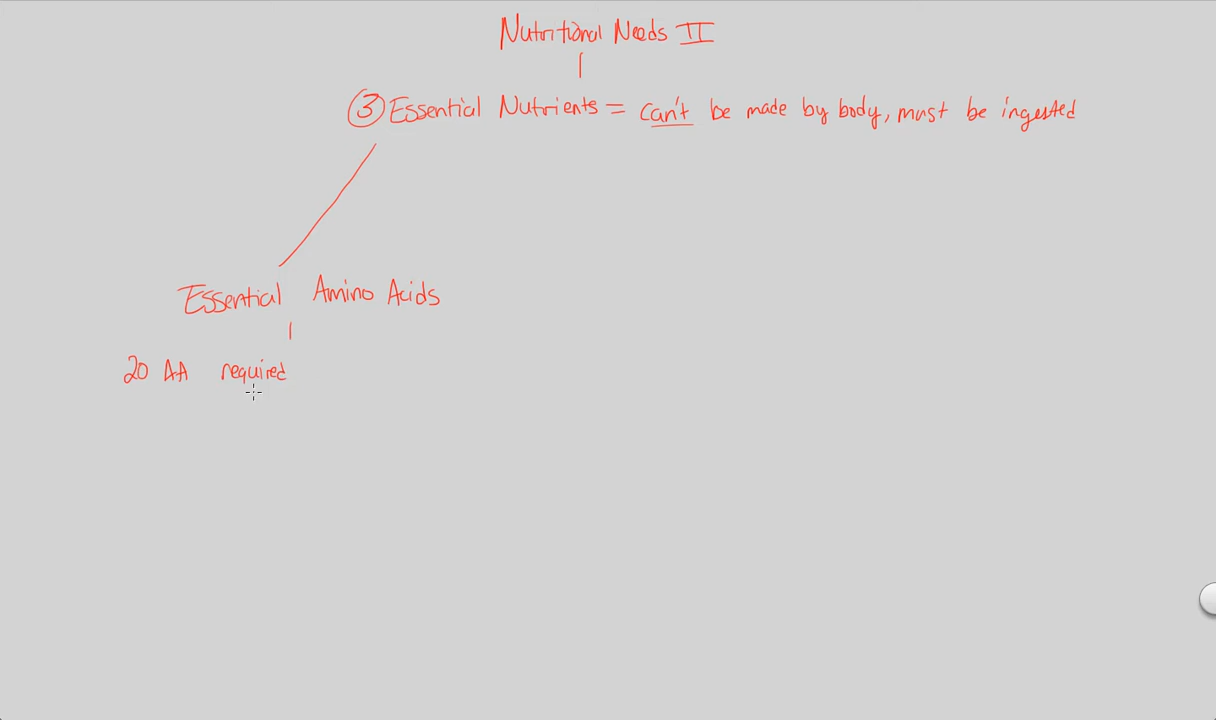 Nutritional Needs II
③ Essential Nutrients = can't be made by body, must be ingested
Essential Amino Acids
20 AA required